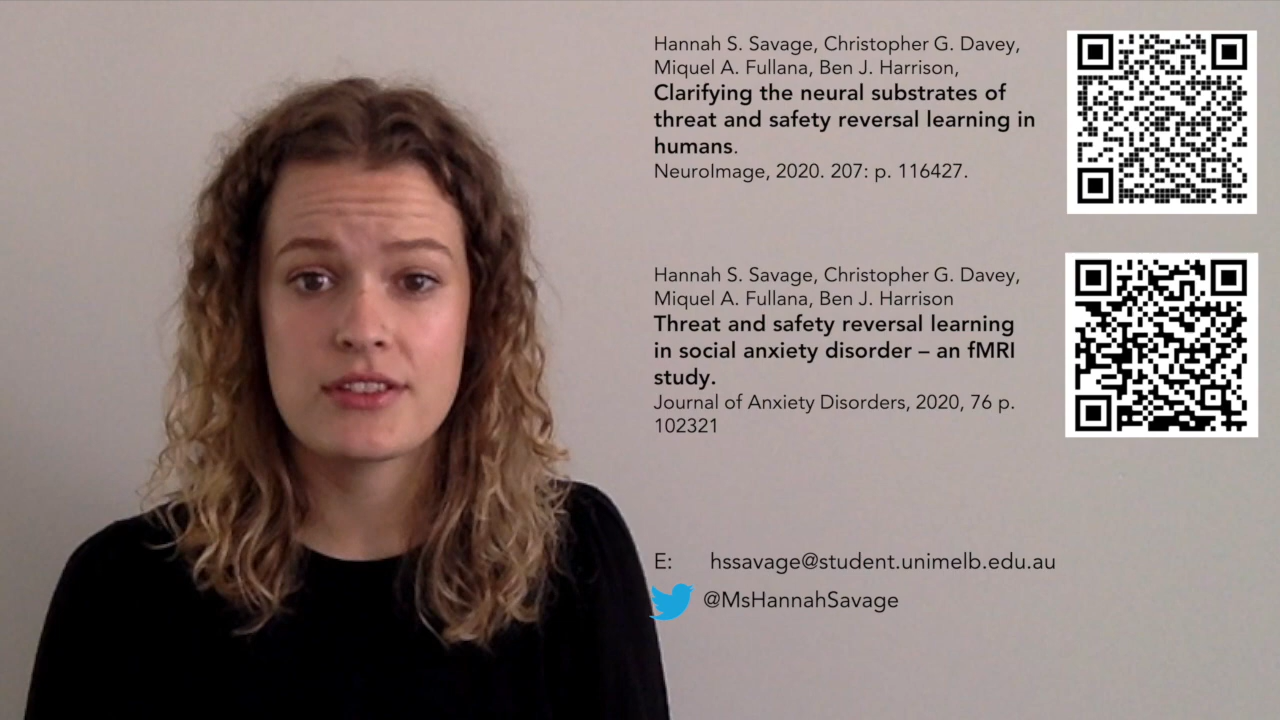 Hannah S. Savage, Christopher G. Davey,
Miquel A. Fullana, Ben J. Harrison,
Clarifying the neural substrates of
threat and safety reversal learning in
humans.
NeuroImage, 2020. 207: p. 116427.
Hannah S. Savage, Christopher G. Davey,
Miquel A. Fullana, Ben J. Harrison
Threat and safety reversal learning
in social anxiety disorder – an fMRI
study.
Journal of Anxiety Disorders, 2020, 76 p.
102321
E: hssavage@student.unimelb.edu.au
@MsHannahSavage